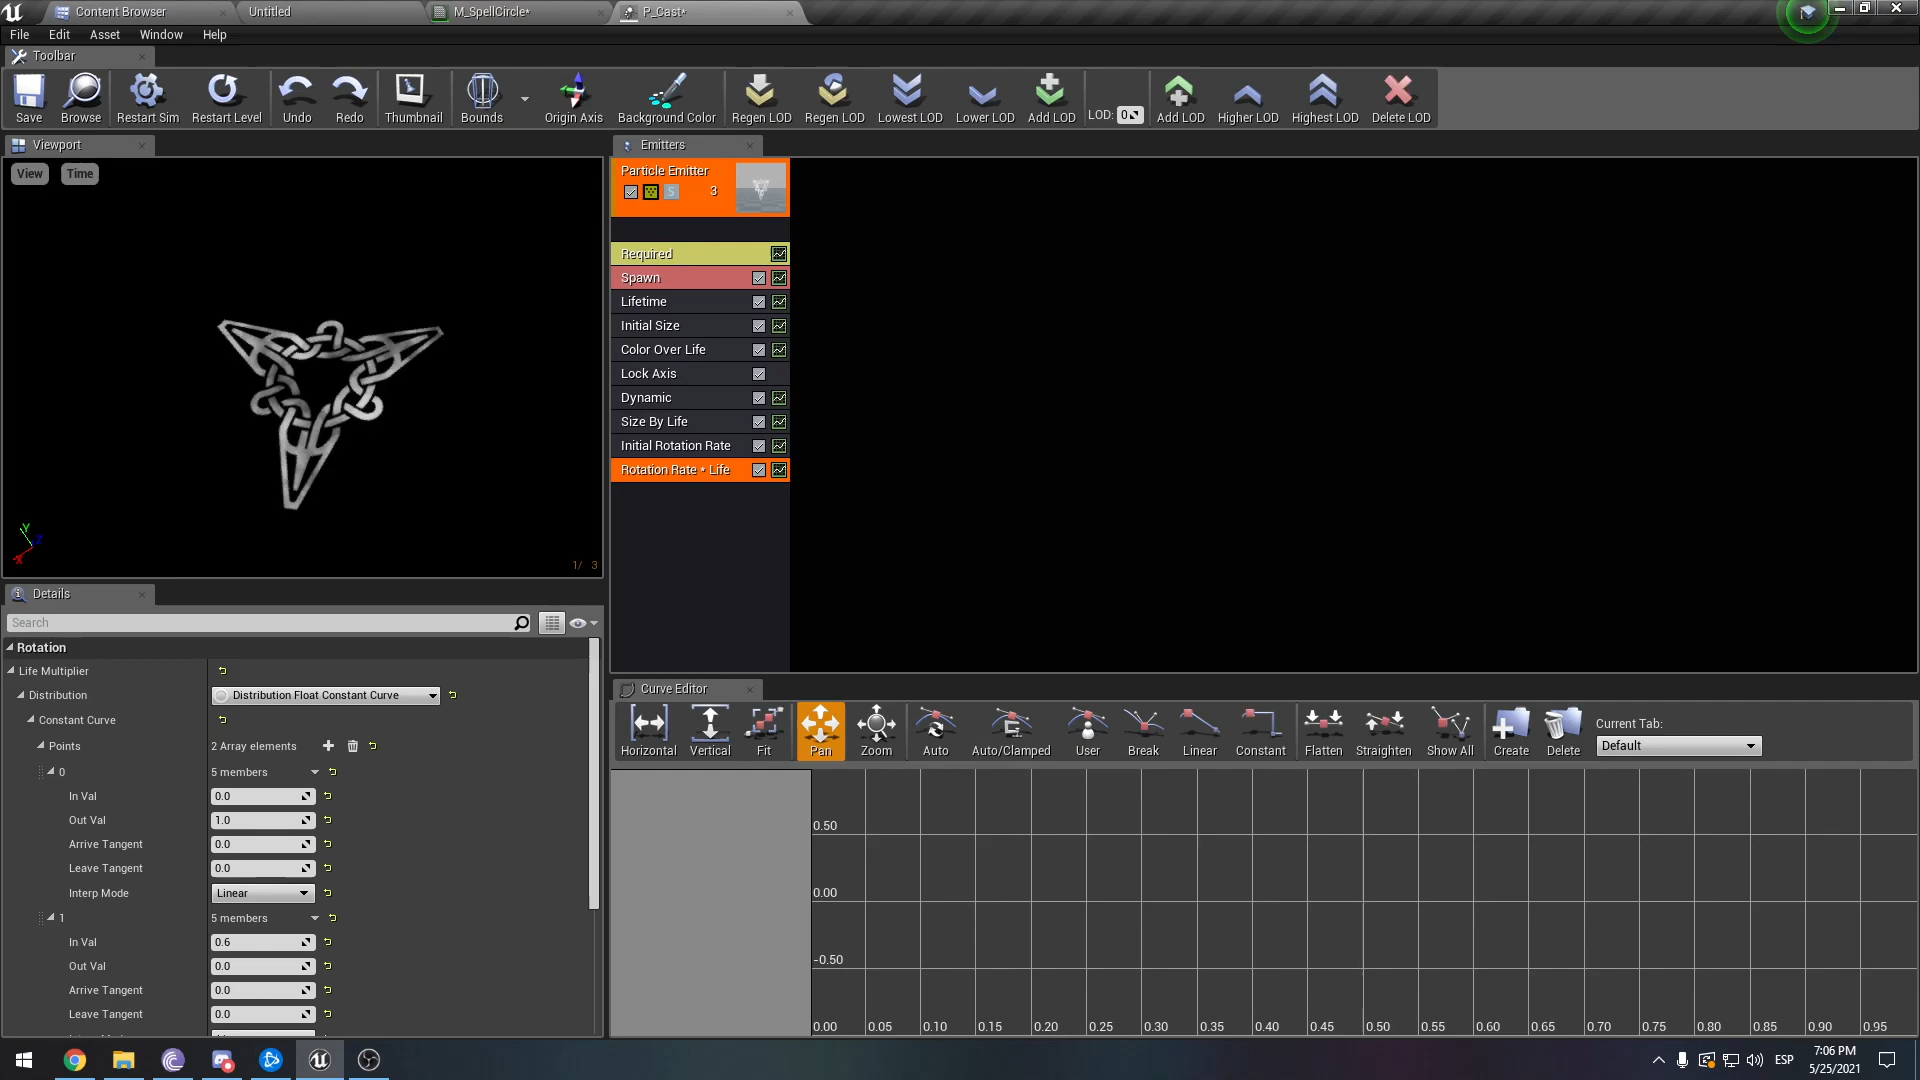 Content Browser
Untitled
M_SpellCircle*
P_Cast*
File
Edit
Asset
Window
Help
Toolbar
Save
Browse
Restart Sim
Restart Level
Undo
Redo
Thumbnail
Bounds
Origin Axis
Background Color
Regen LOD
Regen LOD
Lowest LOD
Lower LOD
Add LOD
LOD: 0
Add LOD
Higher LOD
Highest LOD
Delete LOD
Viewport
Emitters
View
Time
Particle Emitter
S
3
Required
Spawn
Lifetime
Initial Size
Color Over Life
Lock Axis
Dynamic
Size By Life
Initial Rotation Rate
Rotation Rate * Life
Y
Z
X
1/ 3
Details
Search
Rotation
Life Multiplier
Distribution
Distribution Float Constant Curve
Constant Curve
Points
2 Array elements
0
5 members
In Val
0.0
Out Val
1.0
Arrive Tangent
0.0
Leave Tangent
0.0
Interp Mode
Linear
1
5 members
In Val
0.6
Out Val
0.0
Arrive Tangent
0.0
Leave Tangent
0.0
Curve Editor
Horizontal
Vertical
Fit
Pan
Zoom
Auto
Auto/Clamped
User
Break
Linear
Constant
Flatten
Straighten
Show All
Create
Delete
Current Tab:
Default
0.50
0.00
-0.50
0.00 0.05 0.10 0.15 0.20 0.25 0.30 0.35 0.40 0.45 0.50 0.55 0.60 0.65 0.70 0.75 0.80 0.85 0.90 0.95
ESP
7:06 PM
5/25/2021